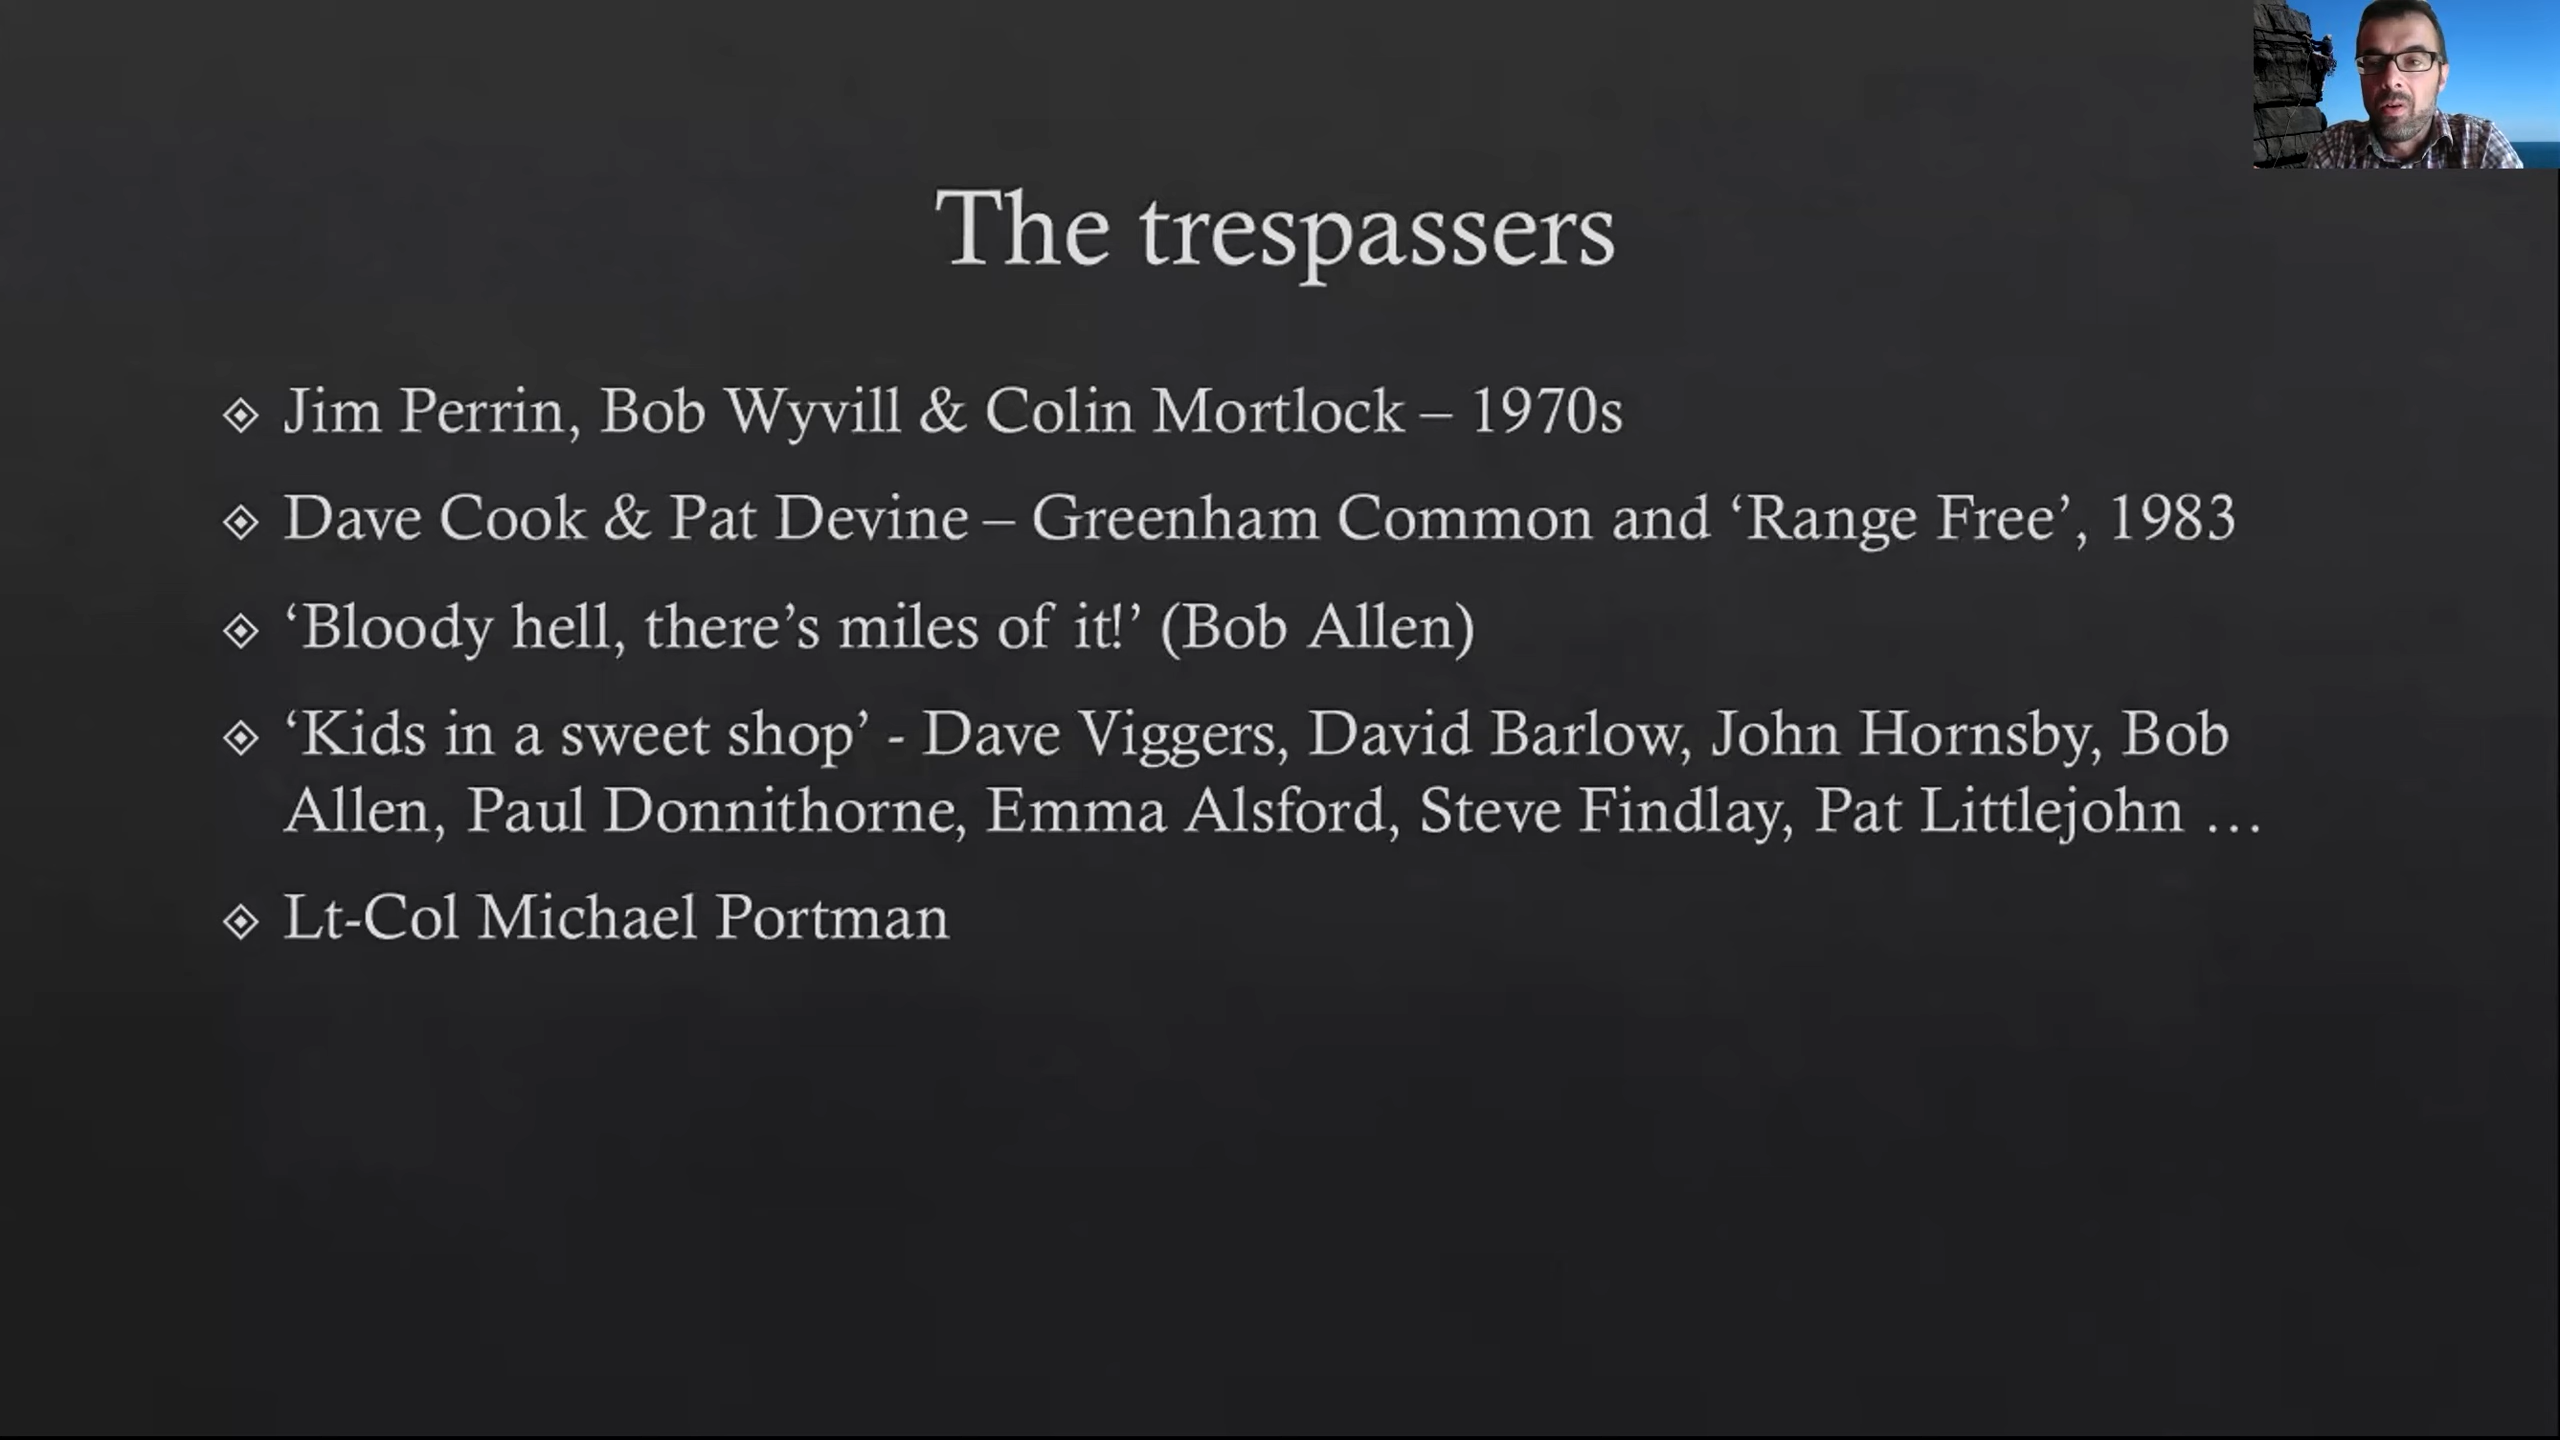 The trespassers
Jim Perrin, Bob Wyvill & Colin Mortlock – 1970s
Dave Cook & Pat Devine – Greenham Common and ‘Range Free’, 1983
‘Bloody hell, there’s miles of it!’ (Bob Allen)
‘Kids in a sweet shop’ - Dave Viggers, David Barlow, John Hornsby, Bob
Allen, Paul Donnithorne, Emma Alsford, Steve Findlay, Pat Littlejohn …
Lt-Col Michael Portman